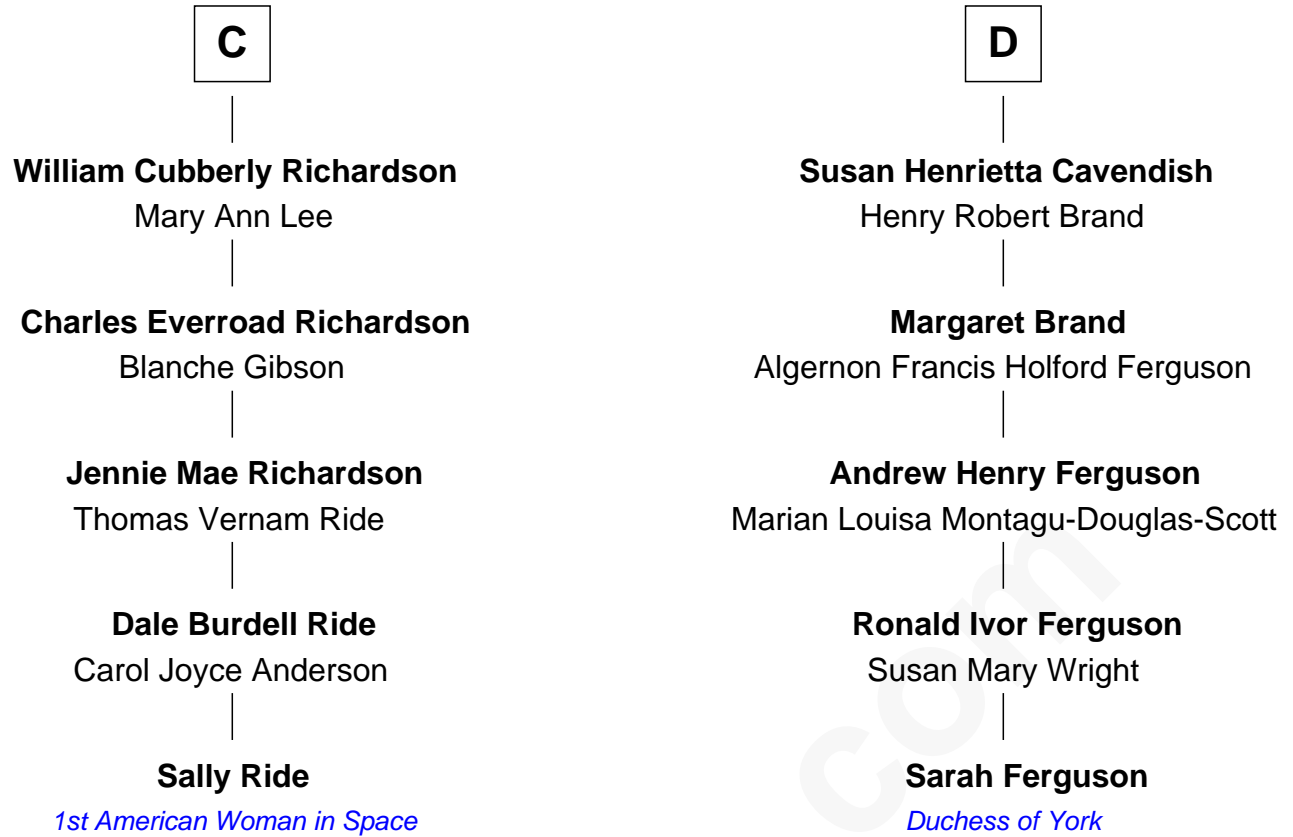 C
William Cubberly Richardson
Mary Ann Lee
Charles Everroad Richardson
Blanche Gibson
Jennie Mae Richardson
Thomas Vernam Ride
Dale Burdell Ride
Carol Joyce Anderson
Sally Ride
1st American Woman in Space
D
Susan Henrietta Cavendish
Henry Robert Brand
Margaret Brand
Algernon Francis Holford Ferguson
Andrew Henry Ferguson
Marian Louisa Montagu-Douglas-Scott
Ronald Ivor Ferguson
Susan Mary Wright
Sarah Ferguson
Duchess of York
com